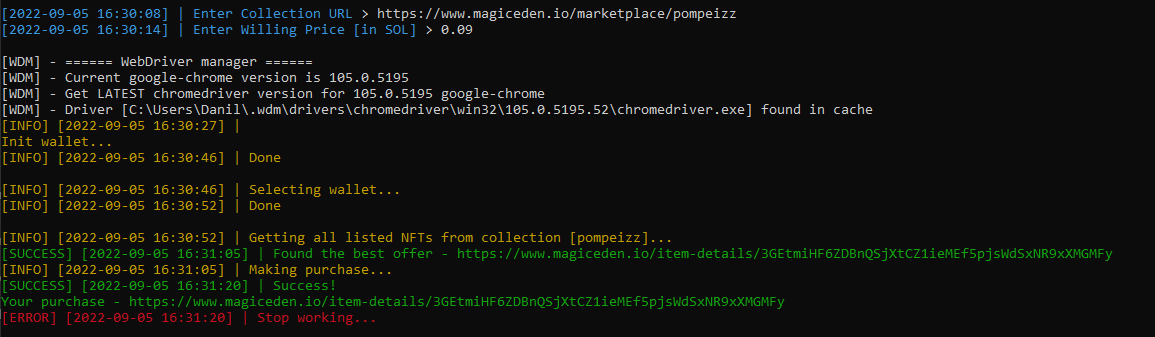 [2022-09-05 16:30:08] | Enter Collection URL > https://www.magiceden.io/marketplace/pompeizz
[2022-09-05 16:30:14] | Enter Willing Price [in SOL] > 0.09
[WDM] - ====== WebDriver manager ======
[WDM] - Current google-chrome version is 105.0.5195
[WDM] - Get LATEST chromedriver version for 105.0.5195 google-chrome
[WDM] - Driver [C:\Users\Danil\.wdm\drivers\chromedriver\win32\105.0.5195.52\chromedriver.exe] found in cache
[INFO] [2022-09-05 16:30:27] |
Init wallet...
[INFO] [2022-09-05 16:30:46] | Done
[INFO] [2022-09-05 16:30:46] | Selecting wallet...
[INFO] [2022-09-05 16:30:52] | Done
[INFO] [2022-09-05 16:30:52] | Getting all listed NFTs from collection [pompeizz]...
[SUCCESS] [2022-09-05 16:31:05] | Found the best offer - https://www.magiceden.io/item-details/3GEtmiHF6ZDBnQSjXtCZ1ieMEf5pjsWdSxNR9xXMGMFy
[INFO] [2022-09-05 16:31:05] | Making purchase...
[SUCCESS] [2022-09-05 16:31:20] | Success!
Your purchase - https://www.magiceden.io/item-details/3GEtmiHF6ZDBnQSjXtCZ1ieMEf5pjsWdSxNR9xXMGMFy
[ERROR] [2022-09-05 16:31:20] | Stop working...